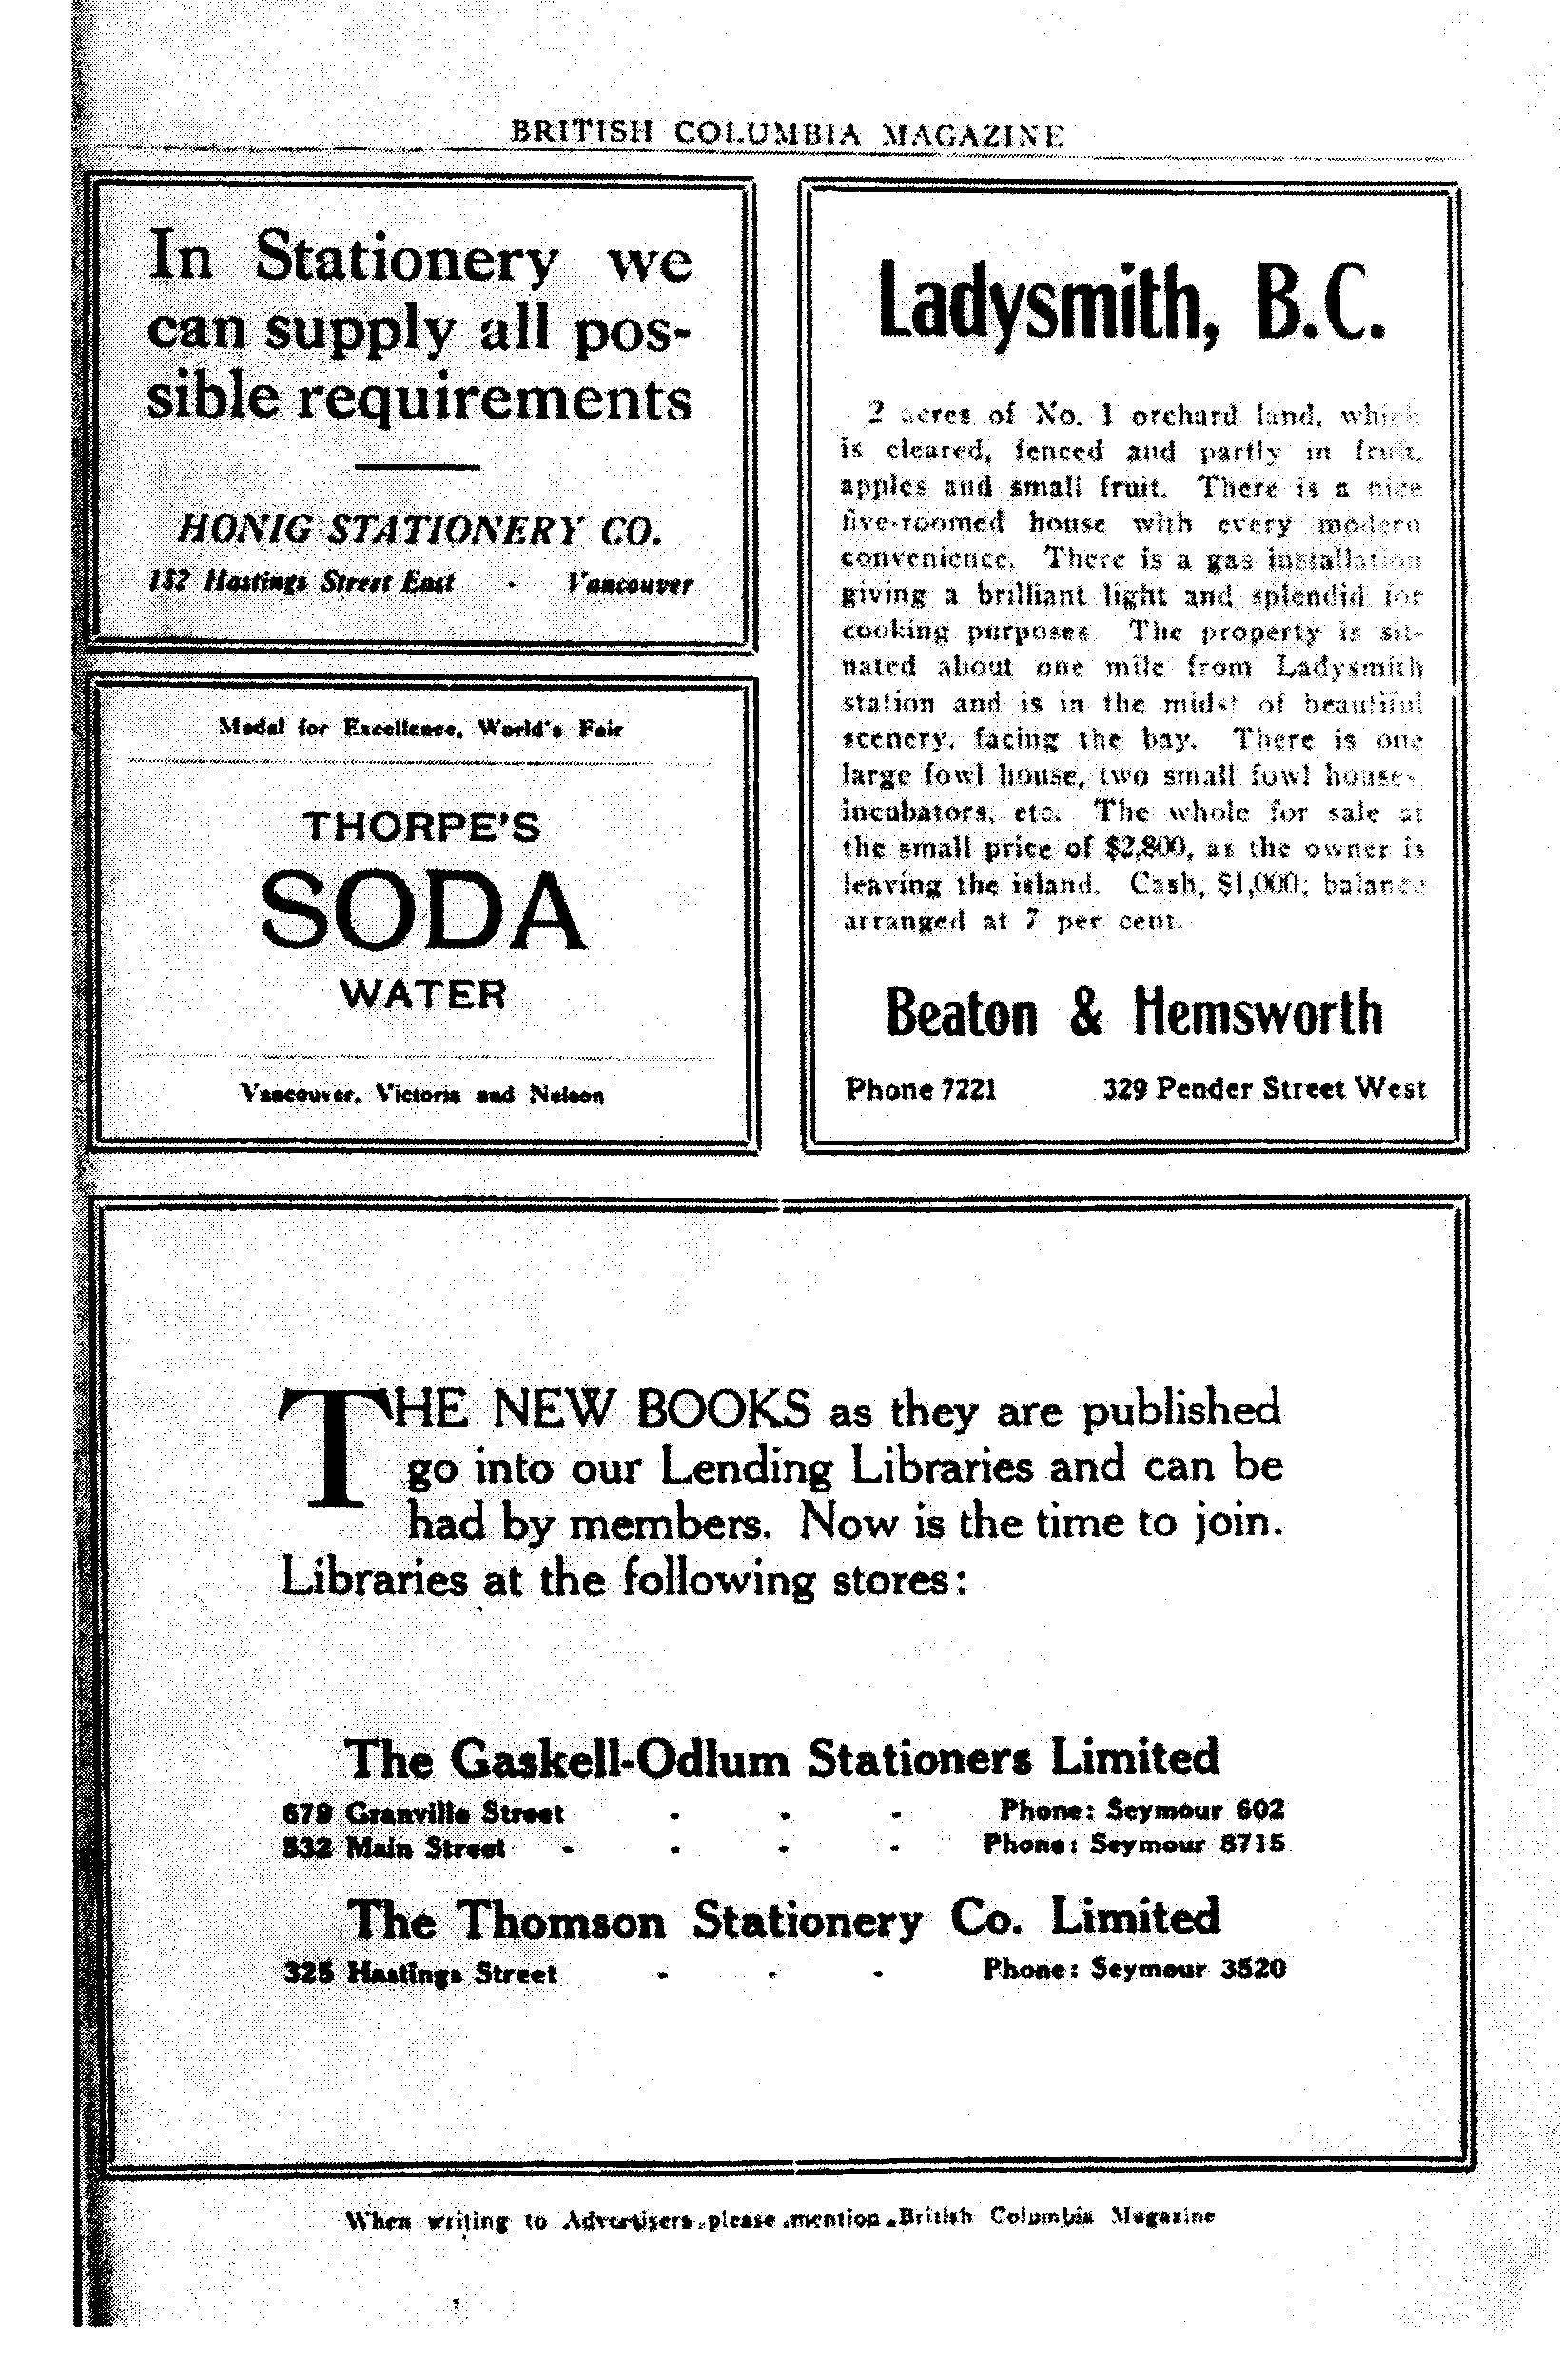 BRITISH COLUMBIA MAGAZINE
In Stationery we
can supply all pos-
sible requirements
HONIG STATIONERY CO.
132 Hastings Street East - Vancouver
Medal for Excellence, World's Fair
THORPE'S
SODA
WATER
Vancouver, Victoria and Nelson
Ladysmith, B.C.
2 acres of No. 1 orchard land, which
is cleared, fenced and partly in fruit,
apples and small fruit. There is a nice
five-roomed house with every modern
convenience. There is a gas installation
giving a brilliant light and splendid for
cooking purposes. The property is sit-
uated about one mile from Ladysmith
station and is in the midst of beautiful
scenery, facing the bay. There is one
large fowl house, two small fowl houses,
incubators, etc. The whole for sale at
the small price of $2,800, as the owner is
leaving the island. Cash, $1,000; balance
arranged at 7 per cent.
Beaton & Hemsworth
Phone 7221 329 Pender Street West
THE NEW BOOKS as they are published
go into our Lending Libraries and can be
had by members. Now is the time to join.
Libraries at the following stores:
The Gaskell-Odlum Stationers Limited
679 Granville Street - - - Phone: Seymour 602
532 Main Street - - - - Phone: Seymour 8715
The Thomson Stationery Co. Limited
325 Hastings Street - - - Phone: Seymour 3520
When writing to Advertisers please mention British Columbia Magazine